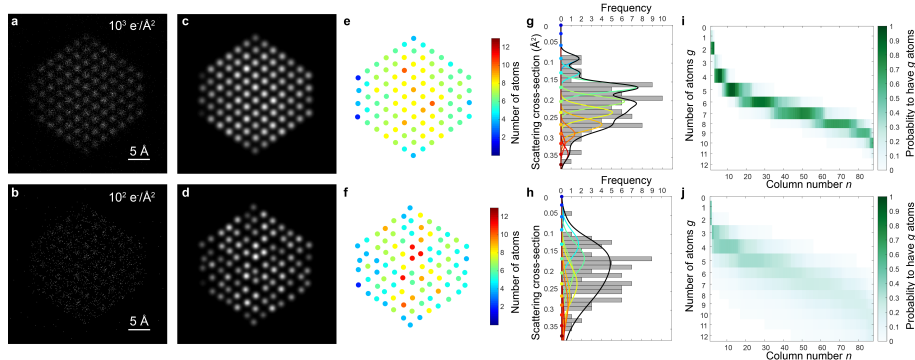 a
10³ e⁻/Å²
5 Å
c
e
Number of atoms
12
10
8
6
4
2
g
Frequency
0 1 2 3 4 5 6 7 8 9 10
Scattering cross-section (Å²)
0
0.05
0.15
0.2
0.25
0.3
0.35
i
Number of atoms g
0
1
2
3
4
5
6
7
8
9
10
11
12
10 20 30 40 50 60 70 80
Column number n
Probability to have g atoms
1
0.9
0.8
0.7
0.6
0.5
0.4
0.3
0.2
0.1
0
b
10² e⁻/Å²
5 Å
d
f
Number of atoms
12
10
8
6
4
2
h
Frequency
0 1 2 3 4 5 6 7 8 9 10
Scattering cross-section
0
0.05
0.1
0.15
0.2
0.25
0.3
0.35
j
Number of atoms g
0
1
2
3
4
5
6
7
8
9
10
11
12
10 20 30 40 50 60 70 80
Column number n
Probability to have g atoms
1
0.9
0.8
0.7
0.6
0.5
0.4
0.3
0.2
0.1
0